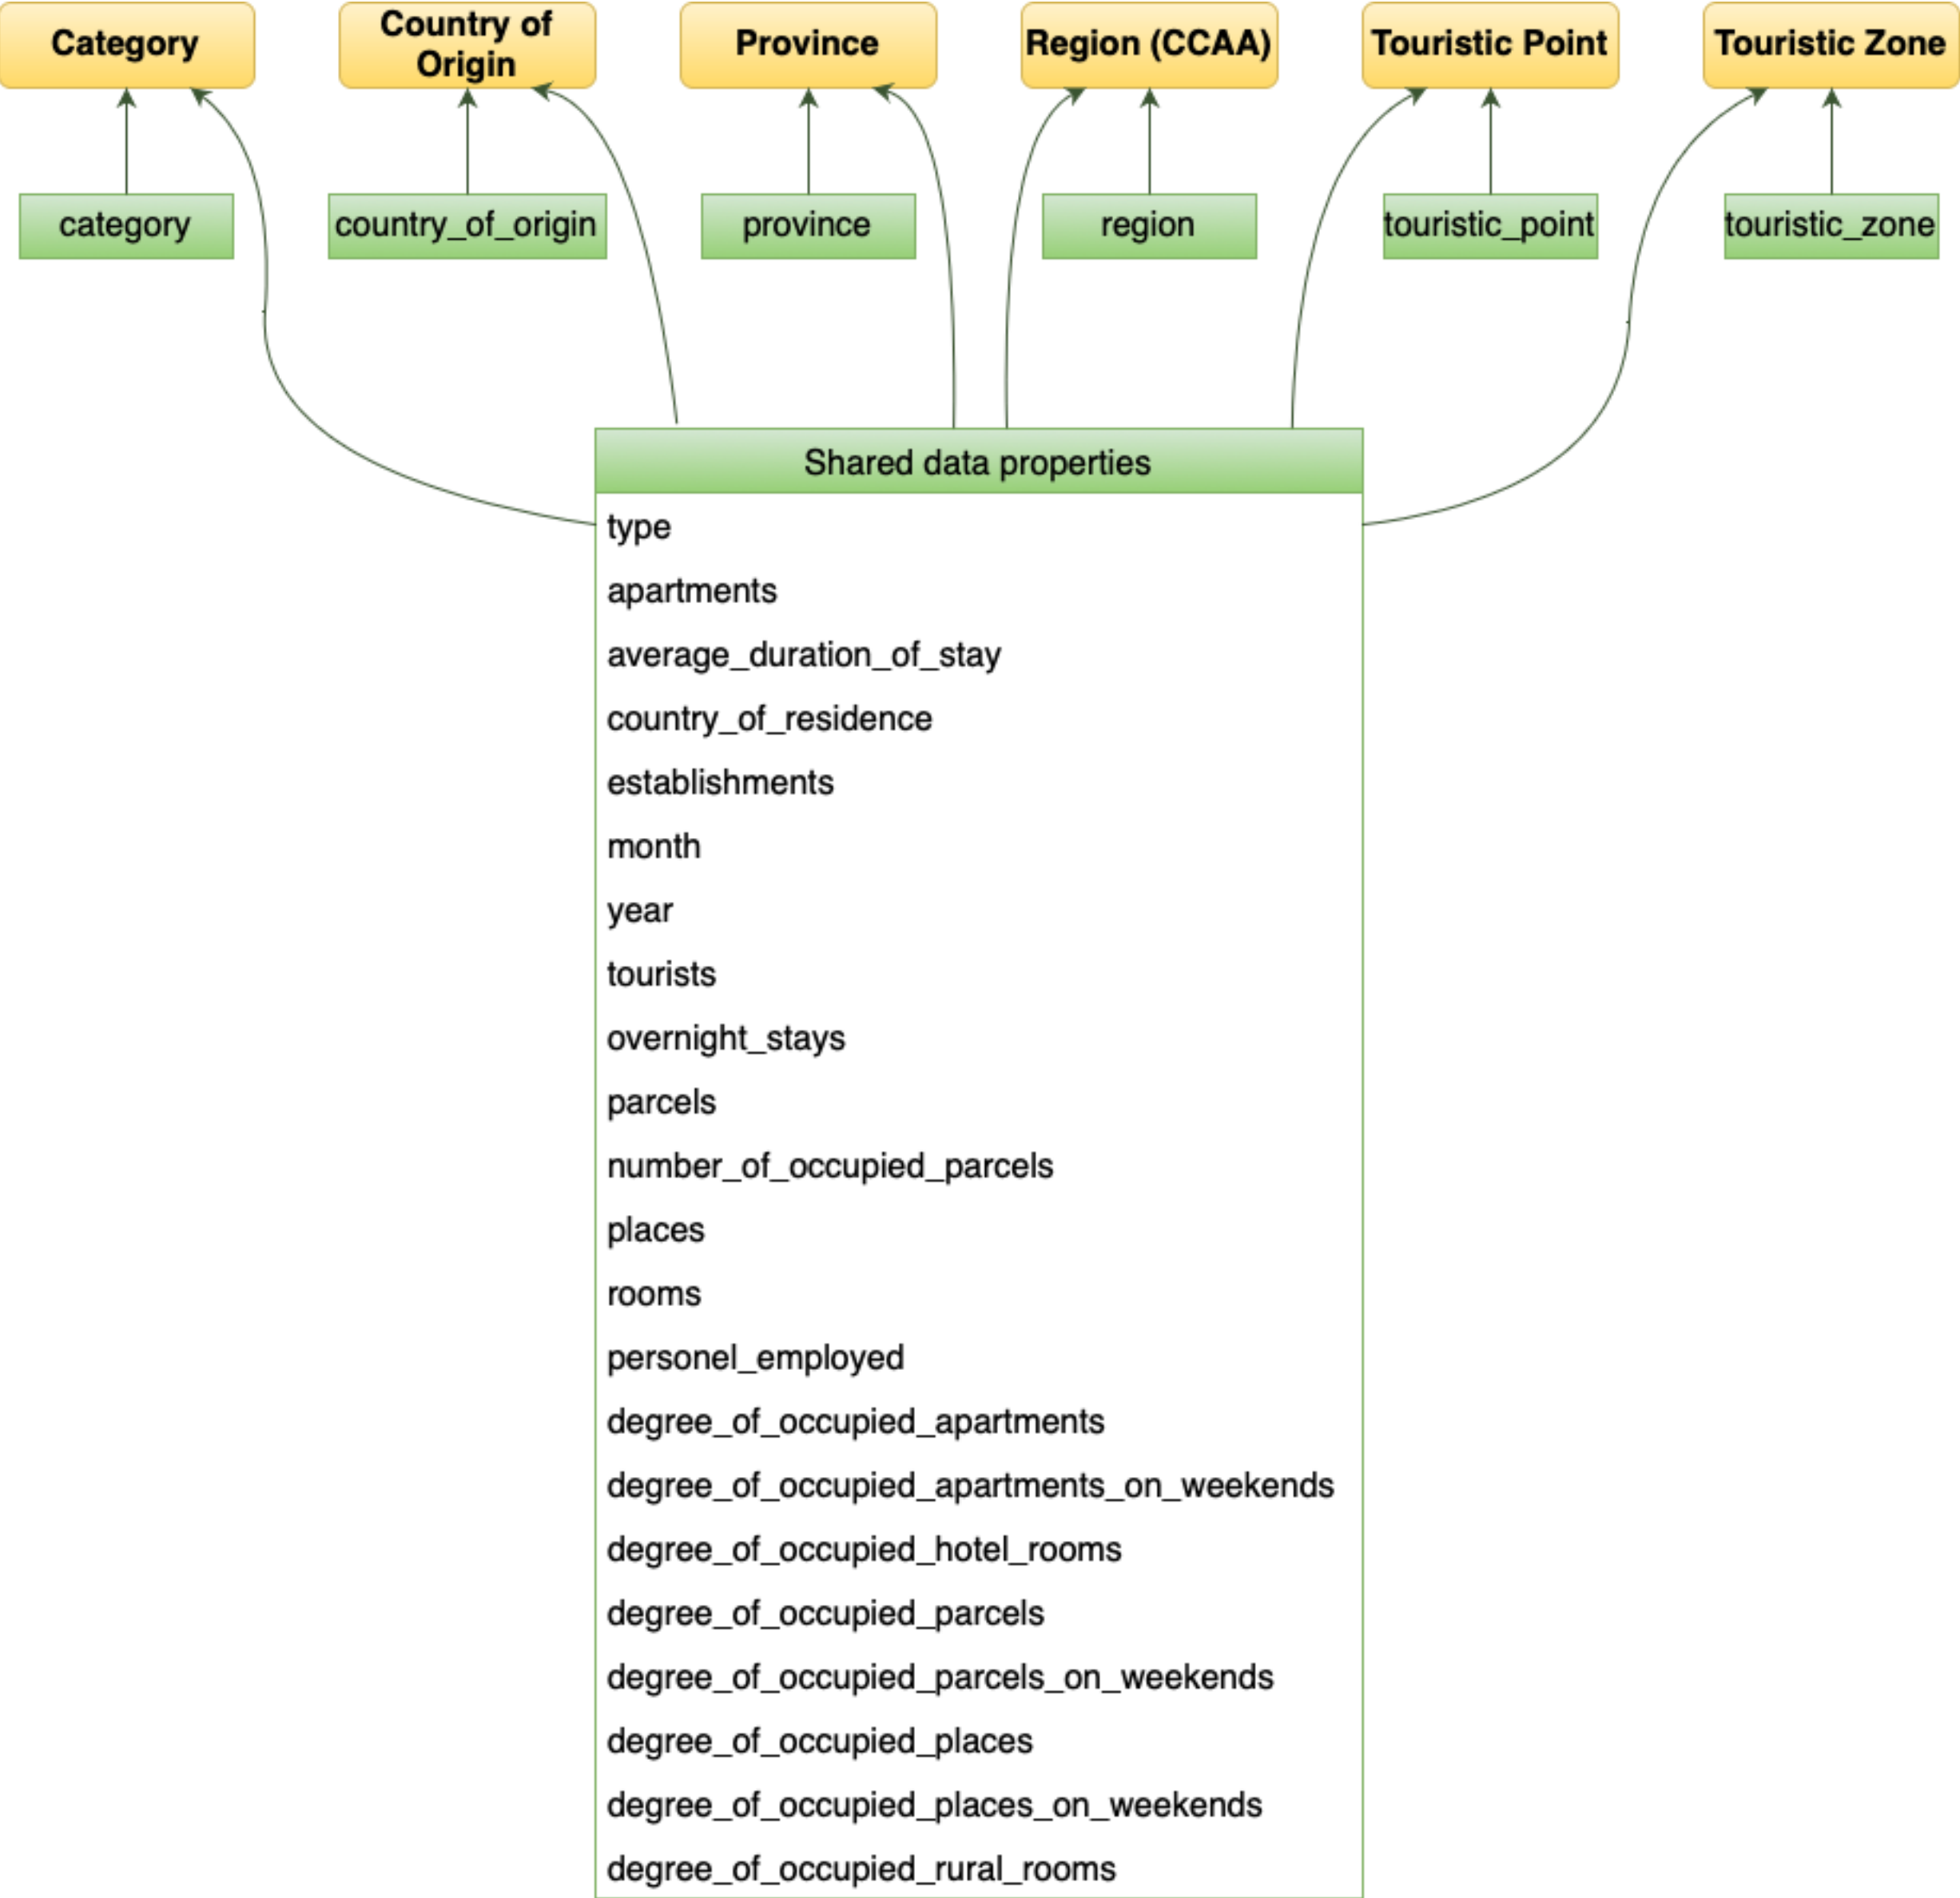 Category
Country of
Origin
Province
Region (CCAA)
Touristic Point
Touristic Zone
category
country_of_origin
province
region
touristic_point
touristic_zone
Shared data properties
type
apartments
average_duration_of_stay
country_of_residence
establishments
month
year
tourists
overnight_stays
parcels
number_of_occupied_parcels
places
rooms
personel_employed
degree_of_occupied_apartments
degree_of_occupied_apartments_on_weekends
degree_of_occupied_hotel_rooms
degree_of_occupied_parcels
degree_of_occupied_parcels_on_weekends
degree_of_occupied_places
degree_of_occupied_places_on_weekends
degree_of_occupied_rural_rooms